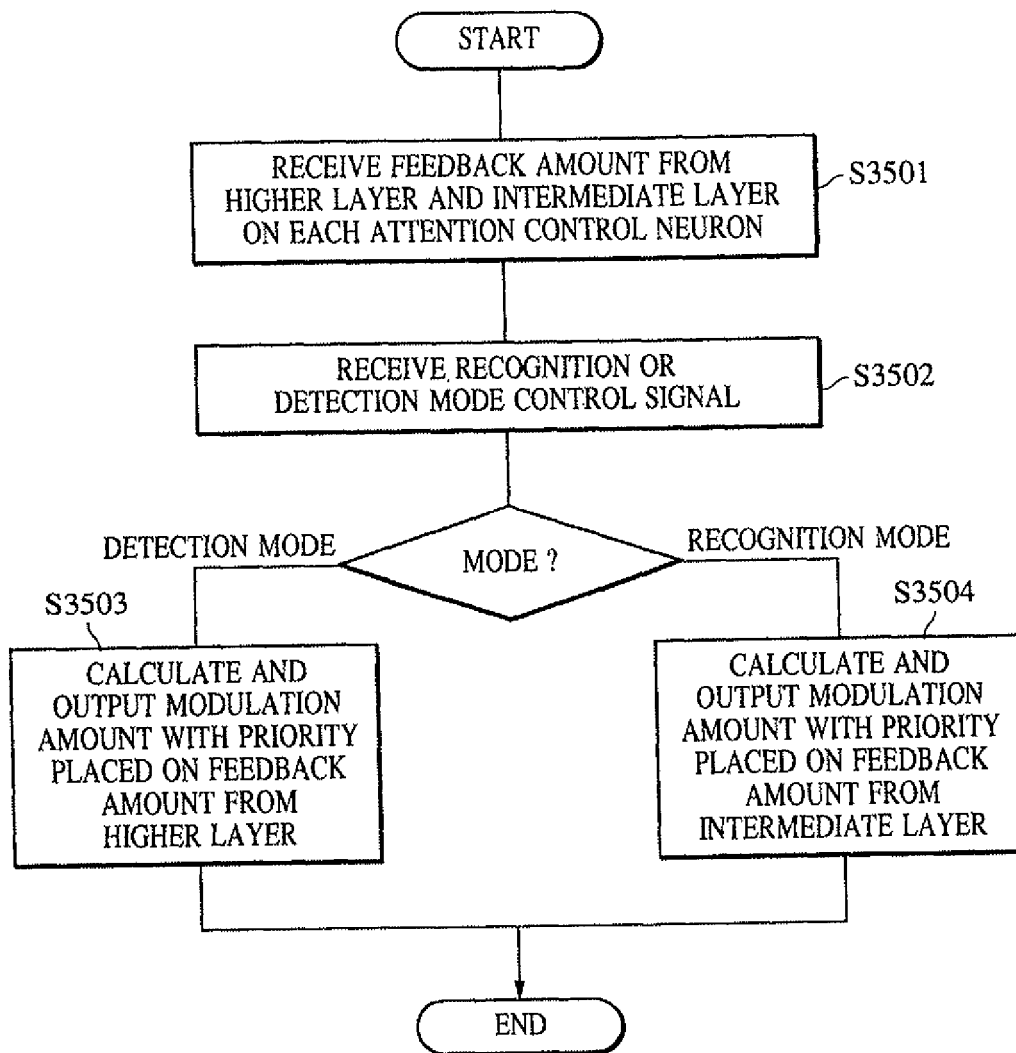 START
RECEIVE FEEDBACK AMOUNT FROM
HIGHER LAYER AND INTERMEDIATE LAYER
ON EACH ATTENTION CONTROL NEURON
S3501
RECEIVE RECOGNITION OR
DETECTION MODE CONTROL SIGNAL
S3502
MODE ?
DETECTION MODE
RECOGNITION MODE
S3503
CALCULATE AND
OUTPUT MODULATION
AMOUNT WITH PRIORITY
PLACED ON FEEDBACK
AMOUNT FROM
HIGHER LAYER
S3504
CALCULATE AND
OUTPUT MODULATION
AMOUNT WITH PRIORITY
PLACED ON FEEDBACK
AMOUNT FROM
INTERMEDIATE LAYER
END